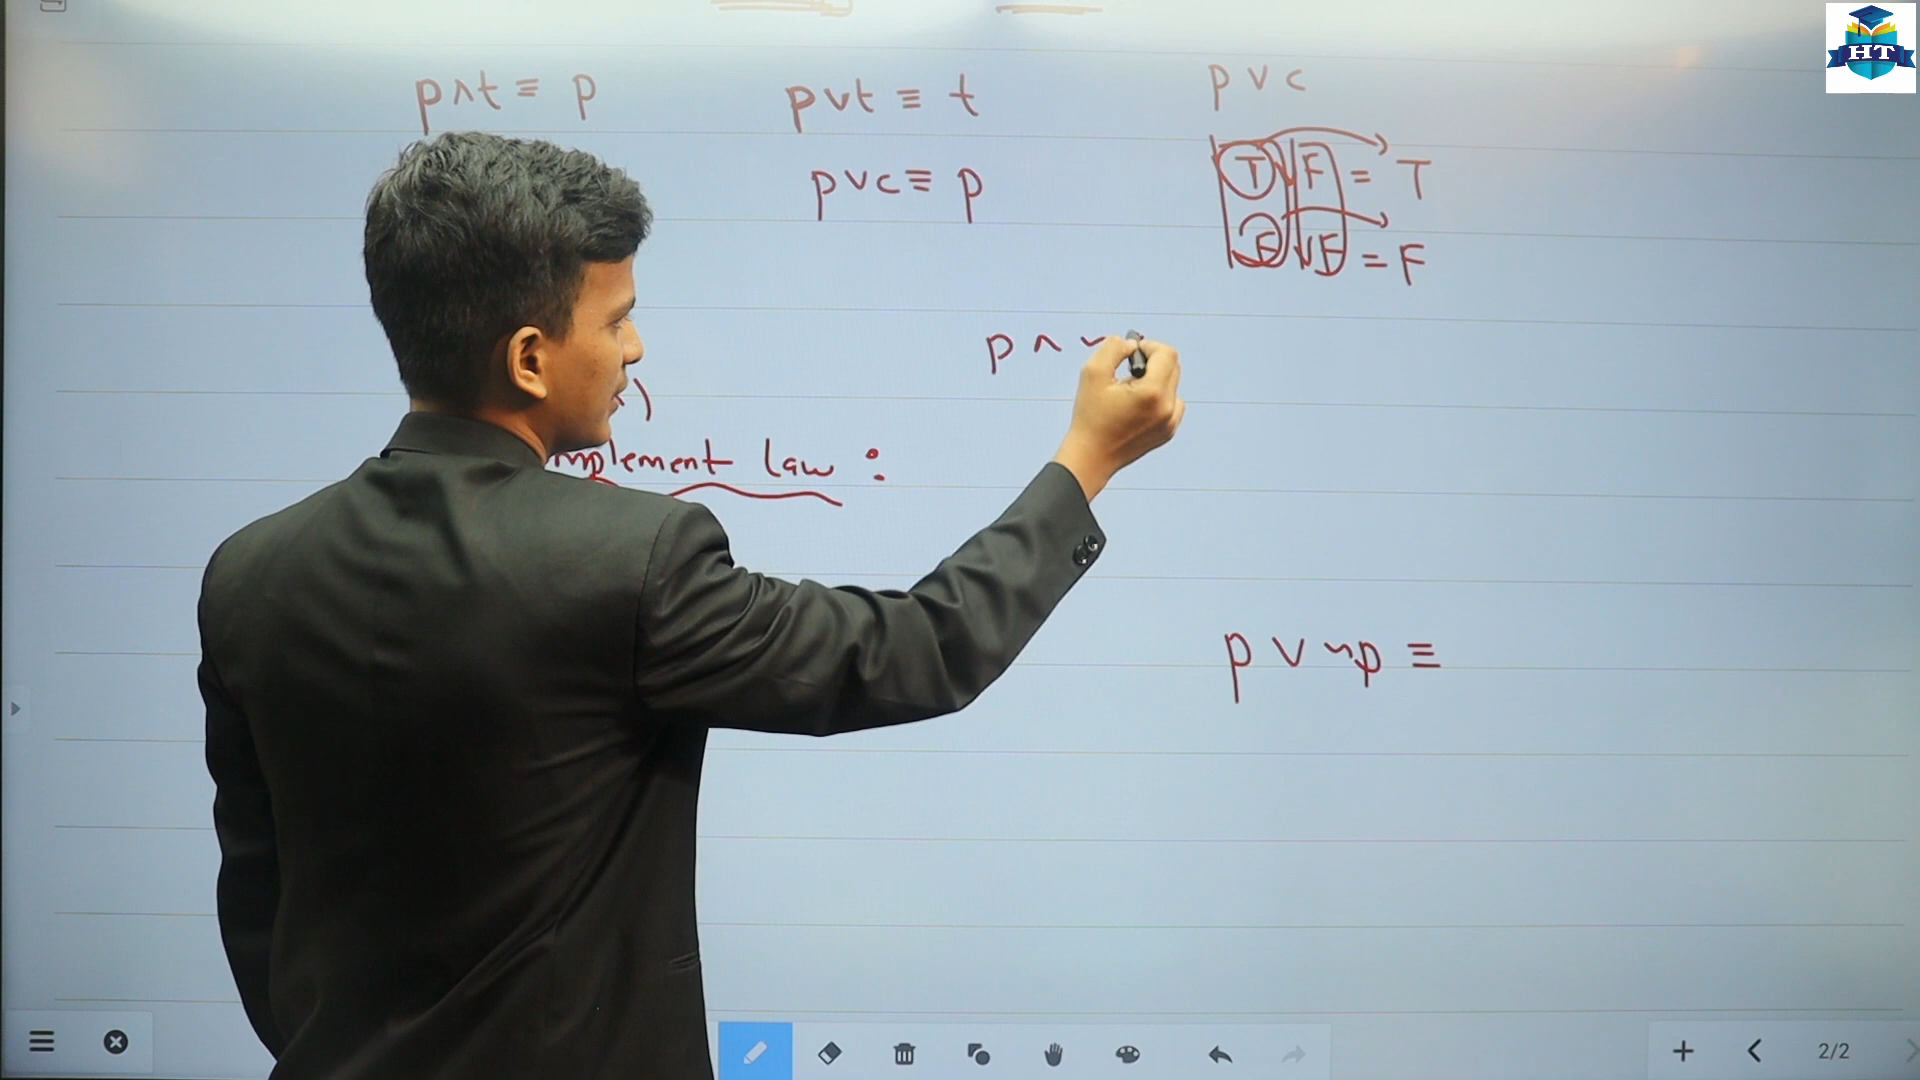 p ∧ t ≡ p
p ∨ t ≡ t
p ∨ c
p ∨ c ≡ p
T ∨ F = T
F ∨ F = F
p ∧ ~
)
mplement law :
p ∨ ~p ≡
2/2
HT